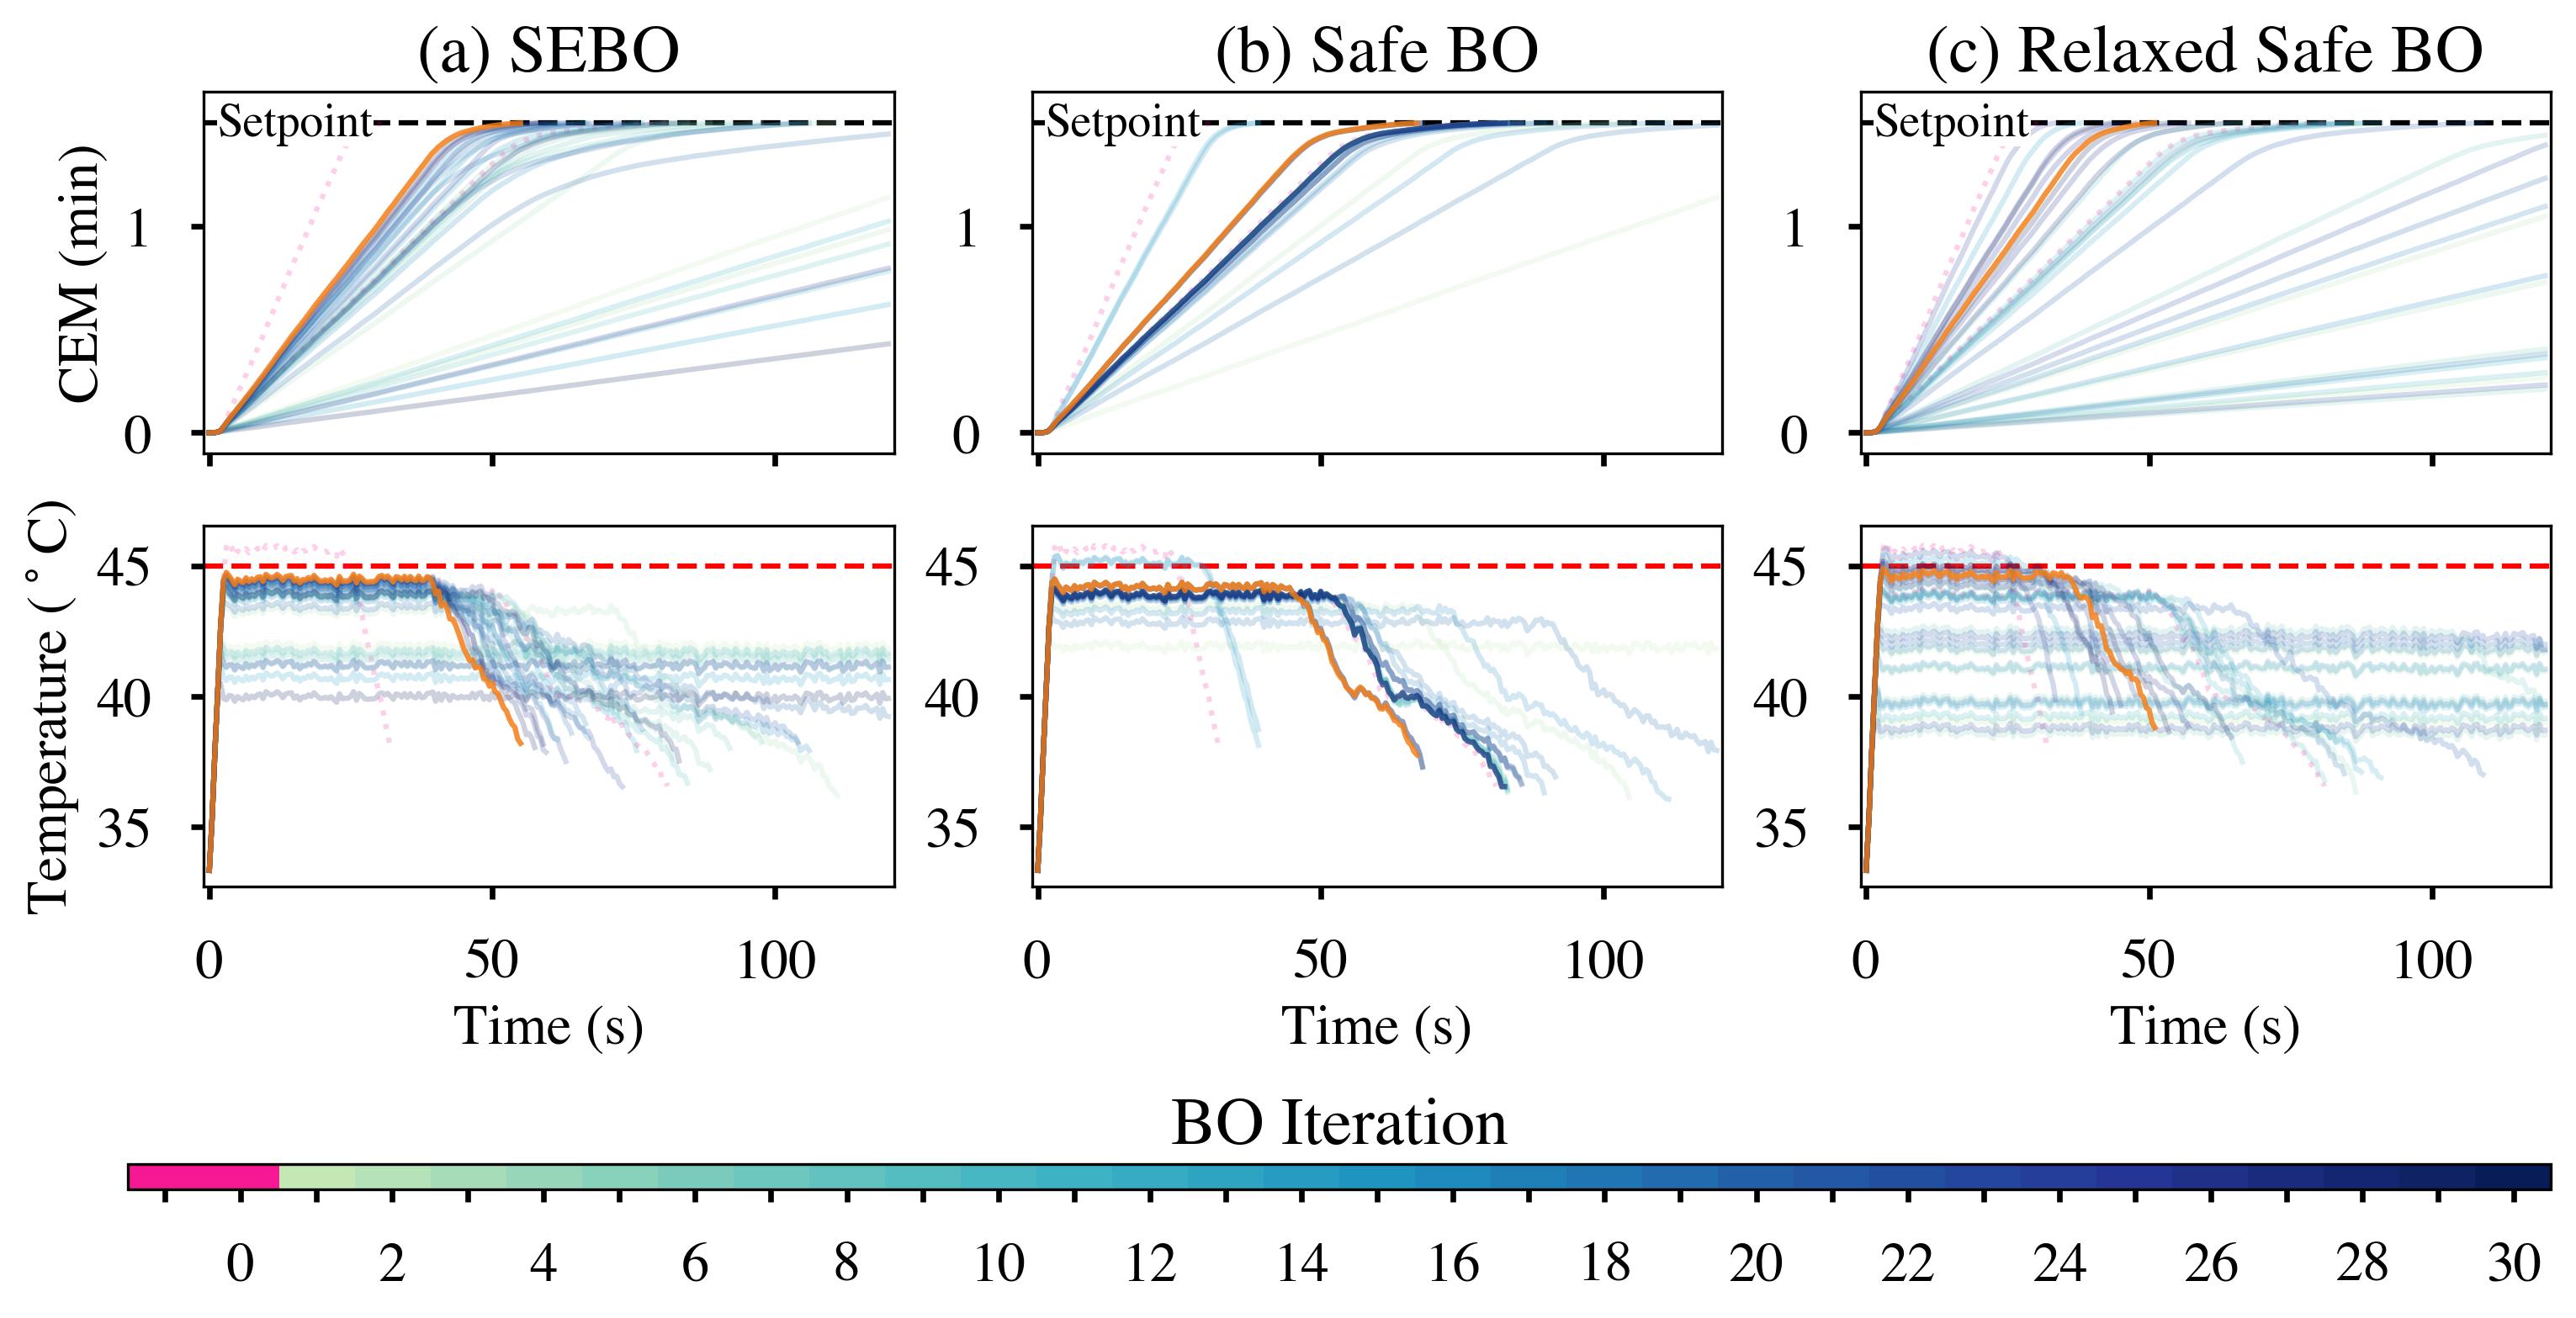 (a) SEBO
(b) Safe BO
(c) Relaxed Safe BO
CEM (min)
1
0
Setpoint
1
0
Setpoint
1
0
Setpoint
Temperature (°C)
45
40
35
45
40
35
45
40
35
0 50 100
0 50 100
0 50 100
Time (s)
Time (s)
Time (s)
BO Iteration
0 2 4 6 8 10 12 14 16 18 20 22 24 26 28 30